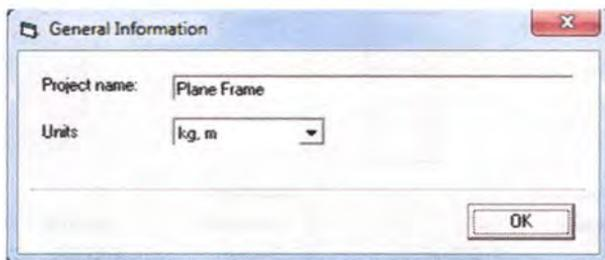 General Information
Project name: Plane Frame
Units kg, m
OK